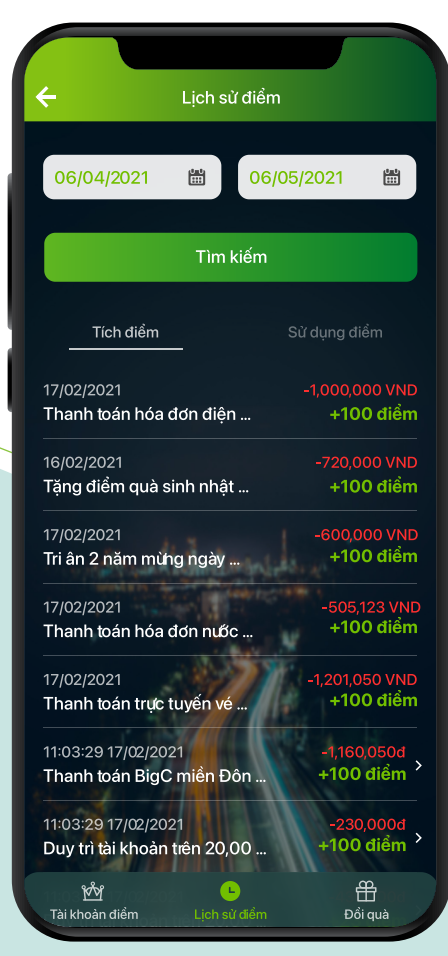 Lịch sử điểm
06/04/2021 06/05/2021
Tìm kiếm
Tích điểm Sử dụng điểm
17/02/2021 -1,000,000 VND
Thanh toán hóa đơn điện ... +100 điểm
16/02/2021 -720,000 VND
Tặng điểm quà sinh nhật ... +100 điểm
17/02/2021 -600,000 VND
Tri ân 2 năm mừng ngày ... +100 điểm
17/02/2021 -505,123 VND
Thanh toán hóa đơn nước ... +100 điểm
17/02/2021 -1,201,050 VND
Thanh toán trực tuyến vé ... +100 điểm
11:03:29 17/02/2021 -1,160,050đ
Thanh toán BigC miền Đôn ... +100 điểm
11:03:29 17/02/2021 -230,000đ
Duy trì tài khoản trên 20,00 ... +100 điểm
Tài khoản điểm Lịch sử điểm Đổi quà